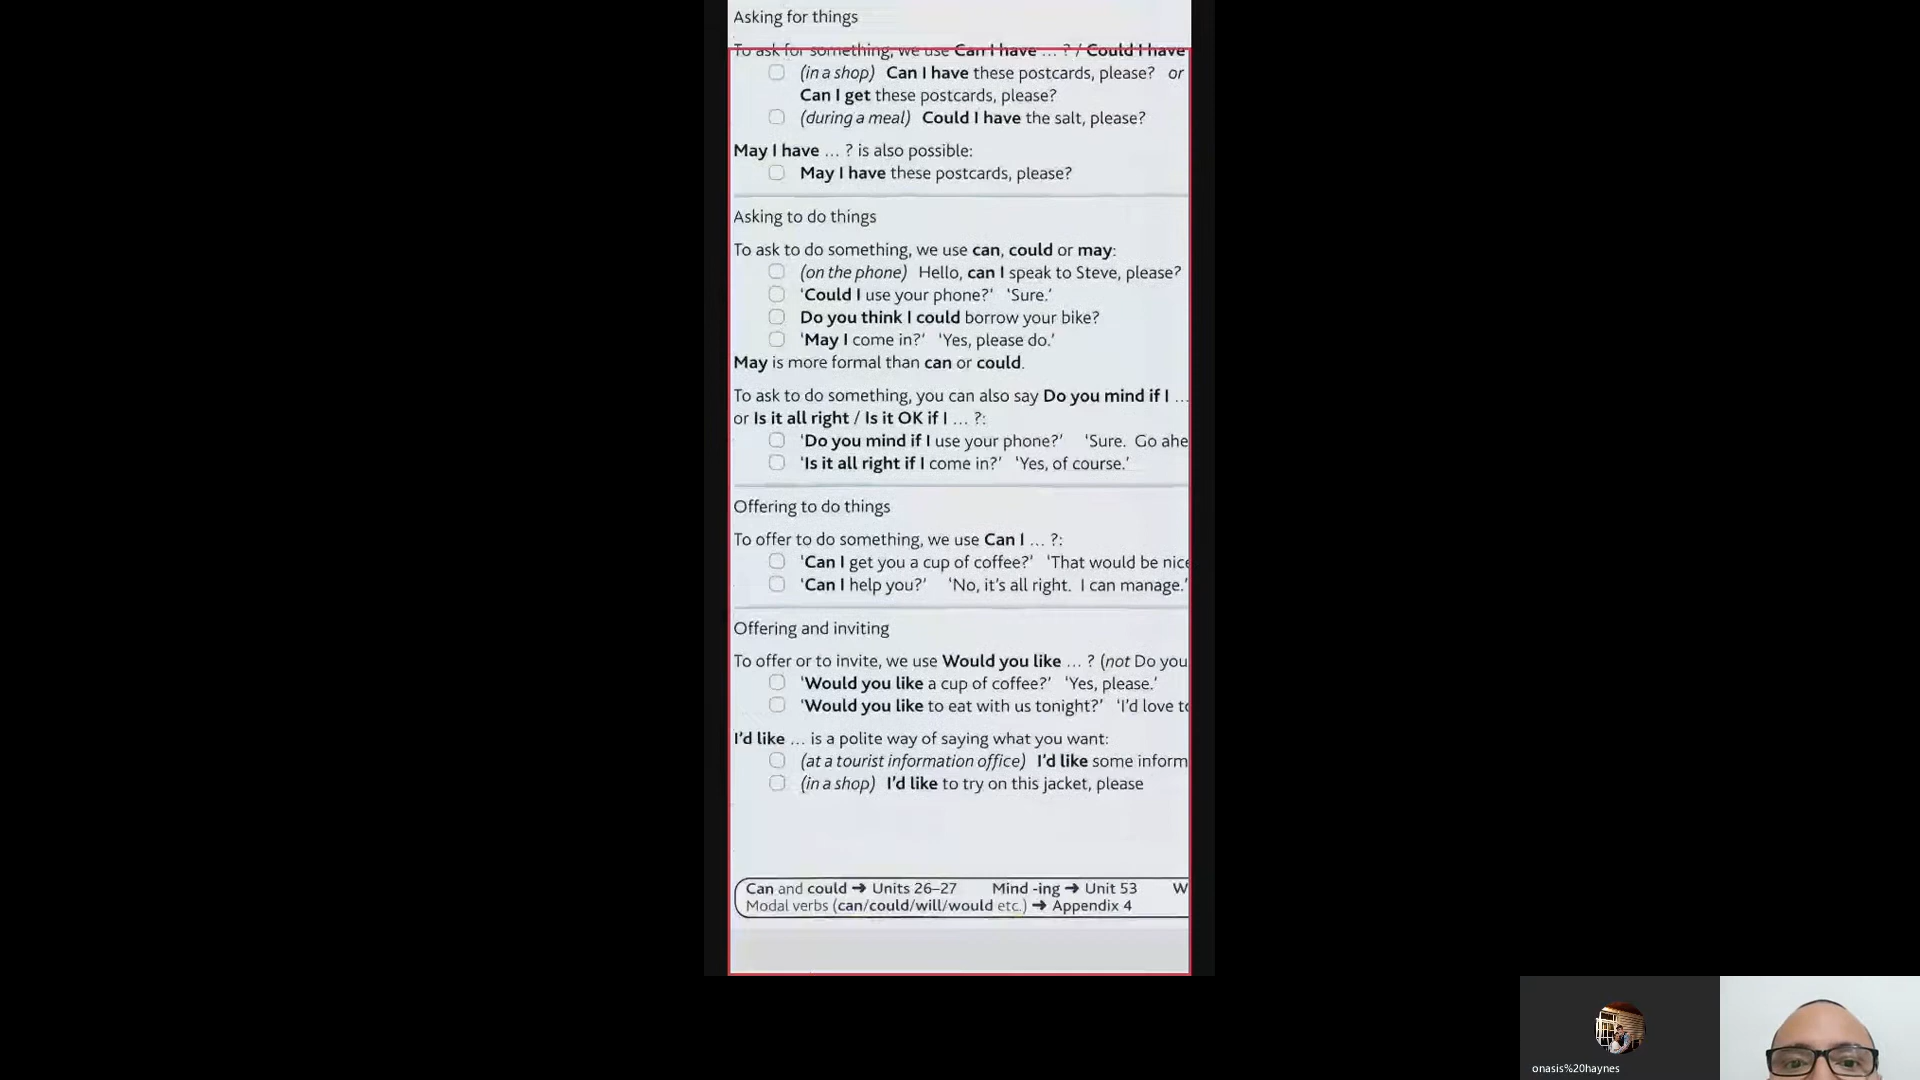 Asking for things
To ask for something, we use Can I have ... ? / Could I have
(in a shop) Can I have these postcards, please? or
Can I get these postcards, please?
(during a meal) Could I have the salt, please?
May I have ... ? is also possible:
May I have these postcards, please?
Asking to do things
To ask to do something, we use can, could or may:
(on the phone) Hello, can I speak to Steve, please?
‘Could I use your phone?’ ‘Sure.’
Do you think I could borrow your bike?
‘May I come in?’ ‘Yes, please do.’
May is more formal than can or could.
To ask to do something, you can also say Do you mind if I ...
or Is it all right / Is it OK if I ... ?:
‘Do you mind if I use your phone?’ ‘Sure. Go ahe
‘Is it all right if I come in?’ ‘Yes, of course.’
Offering to do things
To offer to do something, we use Can I ... ?:
‘Can I get you a cup of coffee?’ ‘That would be nice
‘Can I help you?’ ‘No, it’s all right. I can manage.’
Offering and inviting
To offer or to invite, we use Would you like ... ? (not Do you
‘Would you like a cup of coffee?’ ‘Yes, please.’
‘Would you like to eat with us tonight?’ ‘I’d love to
I’d like ... is a polite way of saying what you want:
(at a tourist information office) I’d like some inform
(in a shop) I’d like to try on this jacket, please
Can and could ➜ Units 26–27 Mind -ing ➜ Unit 53 W
Modal verbs (can/could/will/would etc.) ➜ Appendix 4
onasis%20haynes